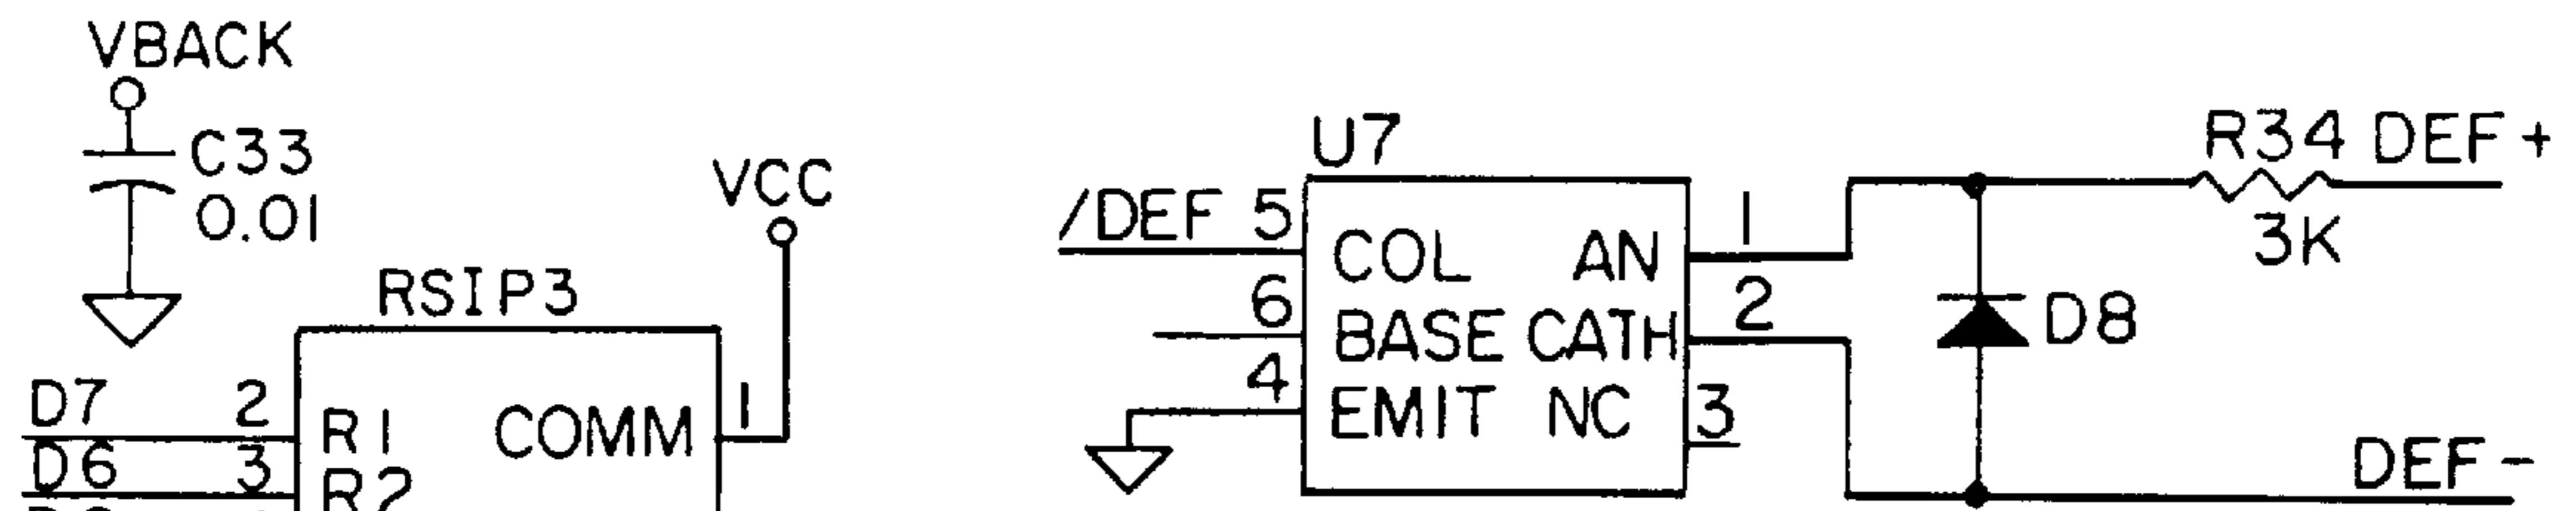 VBACK
C33
0.01
VCC
RSIP3
D7 2
R1 COMM 1
D6 3
R2
U7
/DEF 5
COL AN 1
6
BASE CATH 2
4
EMIT NC 3
R34 DEF+
3K
D8
DEF-